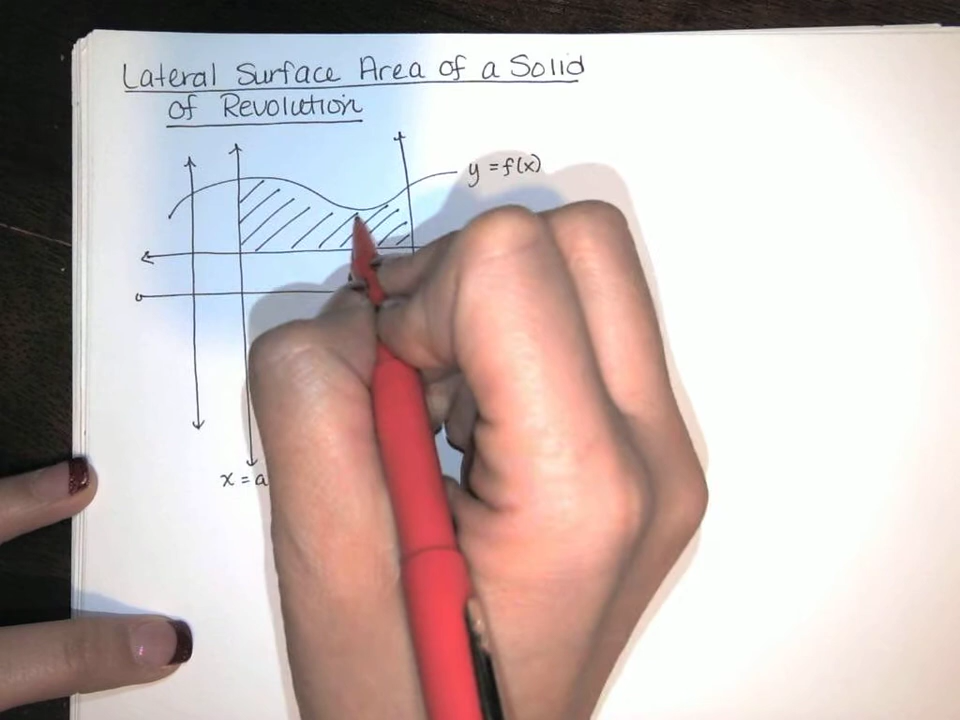 Lateral Surface Area of a Solid
of Revolution
y = f(x)
x = a